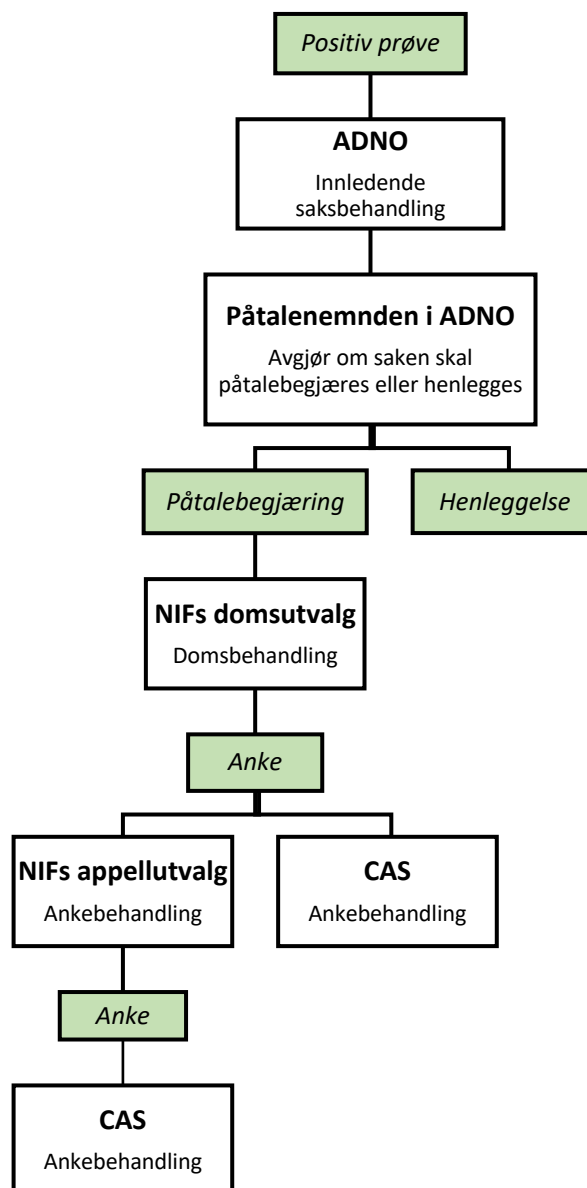 Positiv prøve
ADNO
Innledende
saksbehandling
Påtalenemnden i ADNO
Avgjør om saken skal
påtalebegjæres eller henlegges
Påtalebegjæring
Henleggelse
NIFs domsutvalg
Domsbehandling
Anke
NIFs appellutvalg
Ankebehandling
CAS
Ankebehandling
Anke
CAS
Ankebehandling